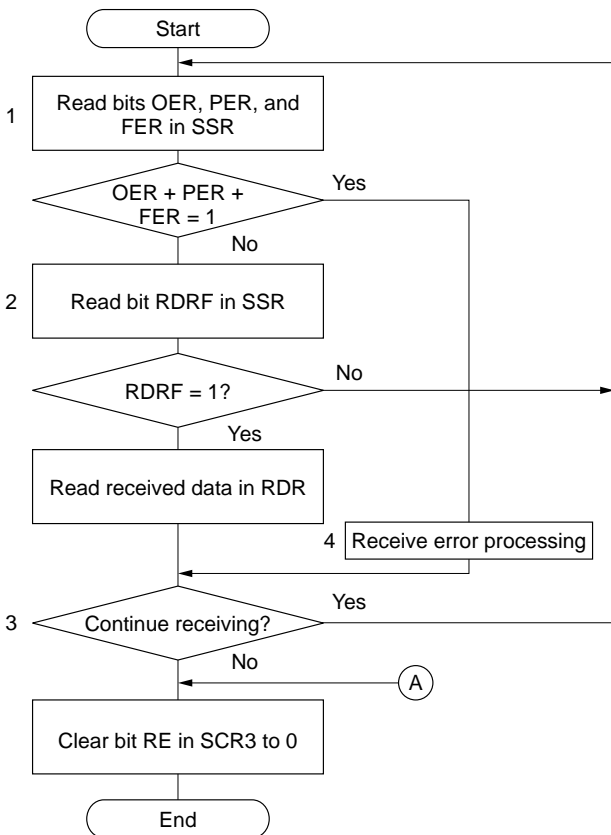 Start
1
Read bits OER, PER, and
FER in SSR
OER + PER +
FER = 1
Yes
No
2
Read bit RDRF in SSR
RDRF = 1?
No
Yes
Read received data in RDR
4
Receive error processing
3
Continue receiving?
Yes
No
A
Clear bit RE in SCR3 to 0
End